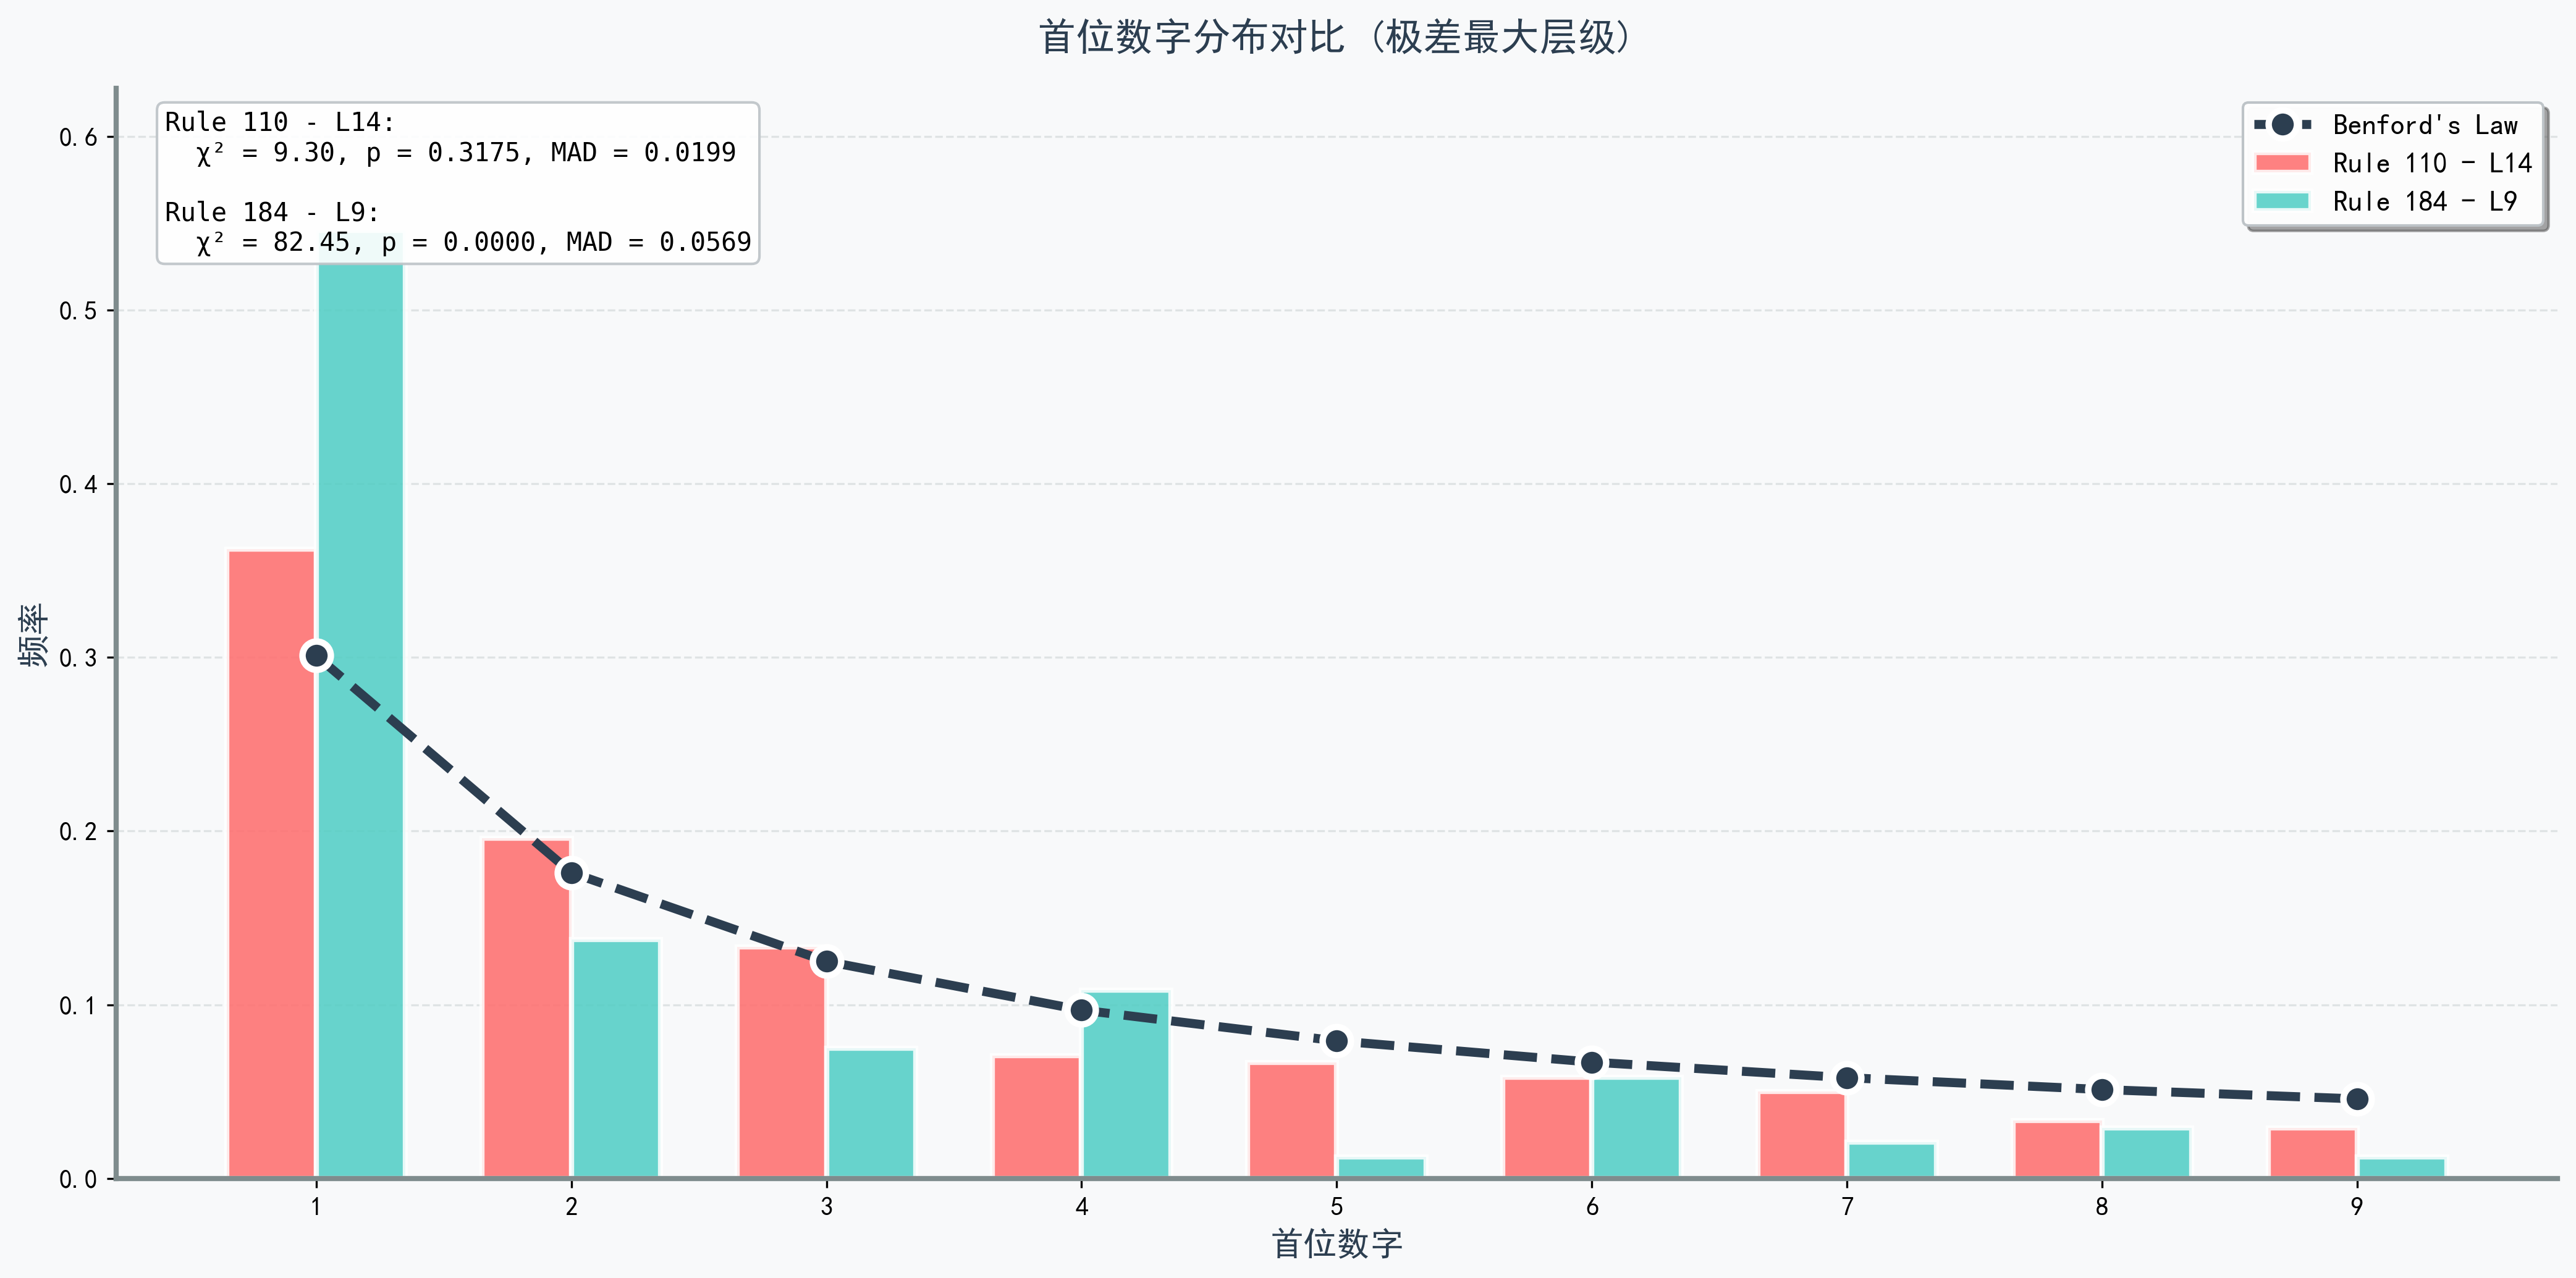 首位数字分布对比 (极差最大层级)
Rule 110 - L14:
χ² = 9.30, p = 0.3175, MAD = 0.0199
Rule 184 - L9:
χ² = 82.45, p = 0.0000, MAD = 0.0569
Benford's Law
Rule 110 - L14
Rule 184 - L9
频率
0.6
0.5
0.4
0.3
0.2
0.1
0.0
1 2 3 4 5 6 7 8 9
首位数字